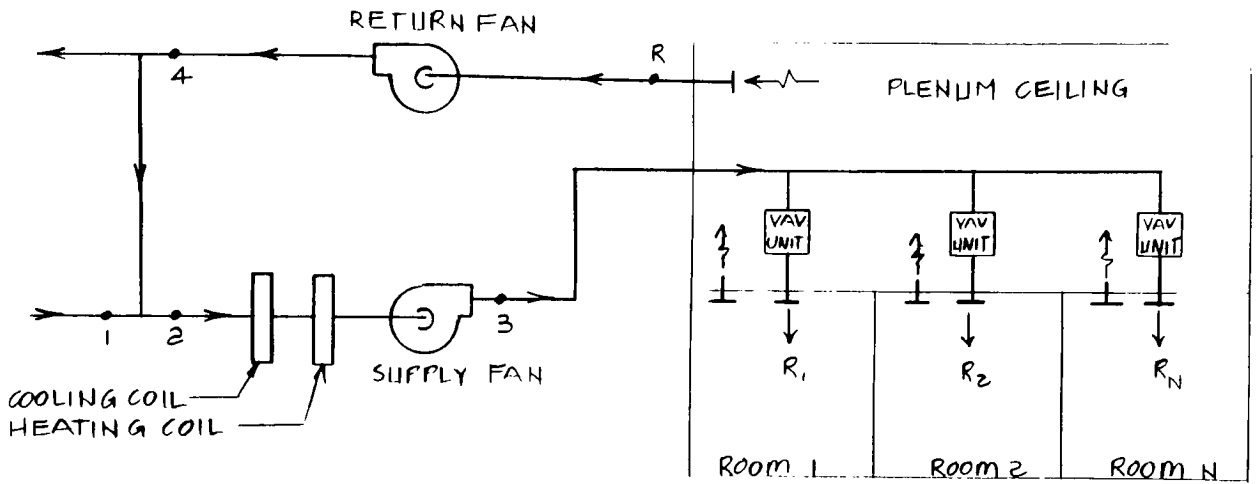 RETURN FAN
4
R
PLENUM CEILING
VAV
UNIT
VAV
UNIT
VAV
UNIT
1
2
3
R₁
R₂
R_N
SUPPLY FAN
COOLING COIL
HEATING COIL
ROOM 1
ROOM 2
ROOM N